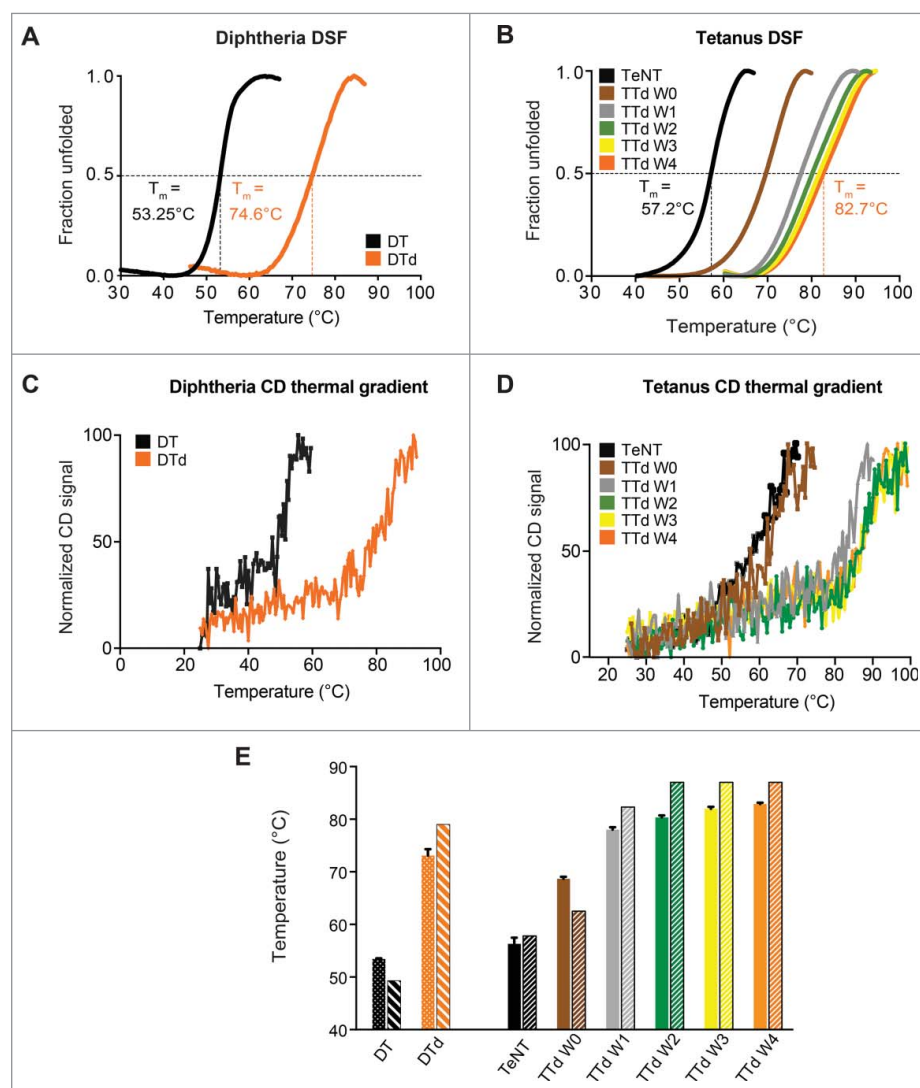 A
Diphtheria DSF
Fraction unfolded
1.0
0.5
0.0
T m = 53.25°C
T m = 74.6°C
DT
DTd
30 40 50 60 70 80 90 100
Temperature (°C)
B
Tetanus DSF
TeNT
TTd W0
TTd W1
TTd W2
TTd W3
TTd W4
Fraction unfolded
1.0
0.5
0.0
T m = 57.2°C
T m = 82.7°C
30 40 50 60 70 80 90 100
Temperature (°C)
C
Diphtheria CD thermal gradient
DT
DTd
Normalized CD signal
100
50
0
0 20 40 60 80 100
Temperature (°C)
D
Tetanus CD thermal gradient
TeNT
TTd W0
TTd W1
TTd W2
TTd W3
TTd W4
Normalized CD signal
100
50
0
20 30 40 50 60 70 80 90 100
Temperature (°C)
E
Temperature (°C)
90
80
70
60
50
40
DT
DTd
TeNT
TTd W0
TTd W1
TTd W2
TTd W3
TTd W4